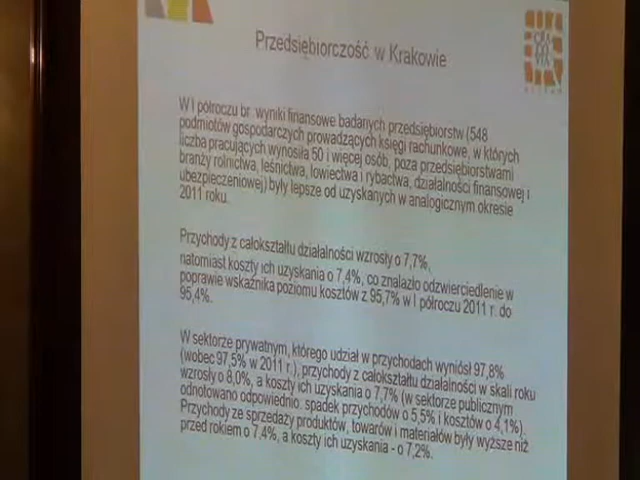 Przedsiębiorczość w Krakowie
CRA
CO
VIA
W I półroczu br. wyniki finansowe badanych przedsiębiorstw (548
podmiotów gospodarczych prowadzących księgi rachunkowe, w których
liczba pracujących wynosiła 50 i więcej osób, poza przedsiębiorstwami
branży rolnictwa, leśnictwa, łowiectwa i rybactwa, działalności finansowej i
ubezpieczeniowej) były lepsze od uzyskanych w analogicznym okresie
2011 roku.
Przychody z całokształtu działalności wzrosły o 7,7%,
natomiast koszty ich uzyskania o 7,4%, co znalazło odzwierciedlenie w
poprawie wskaźnika poziomu kosztów z 95,7% w I półroczu 2011 r. do
95,4%.
W sektorze prywatnym, którego udział w przychodach wyniósł 97,8%
(wobec 97,5% w 2011 r.), przychody z całokształtu działalności w skali roku
wzrosły o 8,0%, a koszty ich uzyskania o 7,7% (w sektorze publicznym
odnotowano odpowiednio: spadek przychodów o 5,5% i kosztów o 4,1%).
Przychody ze sprzedaży produktów, towarów i materiałów były wyższe niż
przed rokiem o 7,4%, a koszty ich uzyskania - o 7,2%.